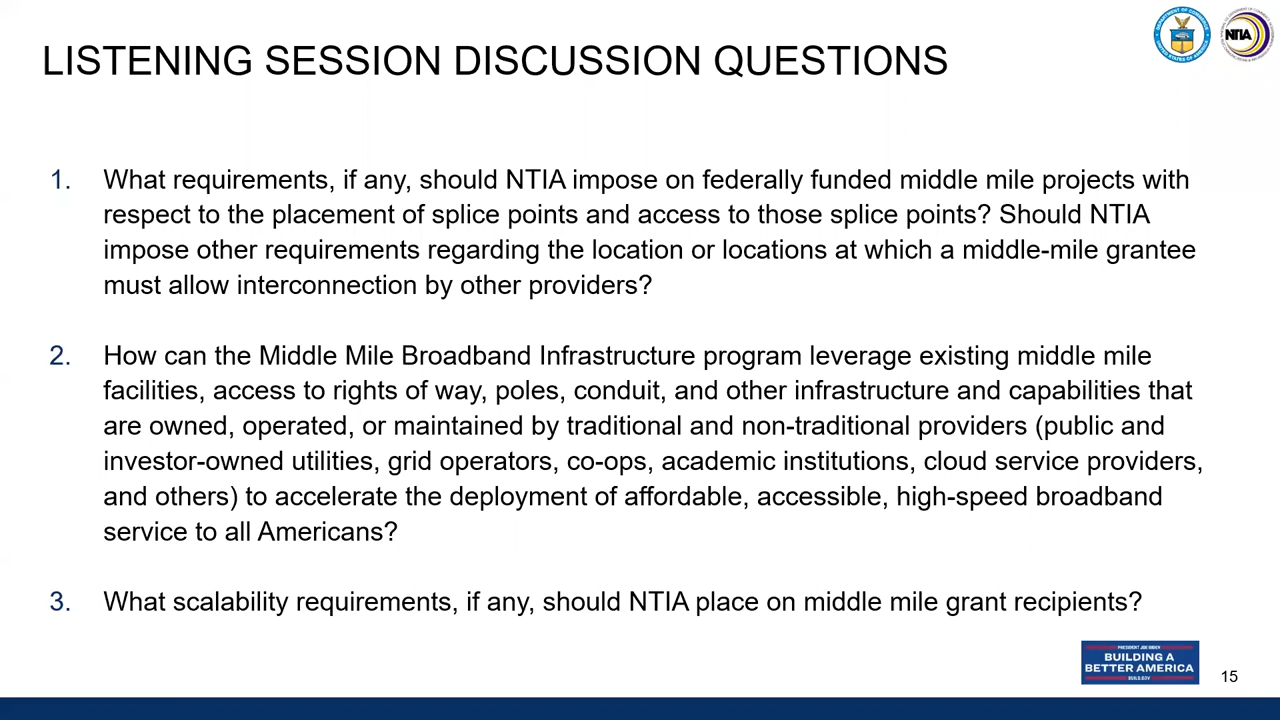 LISTENING SESSION DISCUSSION QUESTIONS
NTIA
1. What requirements, if any, should NTIA impose on federally funded middle mile projects with
respect to the placement of splice points and access to those splice points? Should NTIA
impose other requirements regarding the location or locations at which a middle-mile grantee
must allow interconnection by other providers?
2. How can the Middle Mile Broadband Infrastructure program leverage existing middle mile
facilities, access to rights of way, poles, conduit, and other infrastructure and capabilities that
are owned, operated, or maintained by traditional and non-traditional providers (public and
investor-owned utilities, grid operators, co-ops, academic institutions, cloud service providers,
and others) to accelerate the deployment of affordable, accessible, high-speed broadband
service to all Americans?
3. What scalability requirements, if any, should NTIA place on middle mile grant recipients?
PRESIDENT JOE BIDEN
BUILDING A
BETTER AMERICA
BUILD.GOV
15